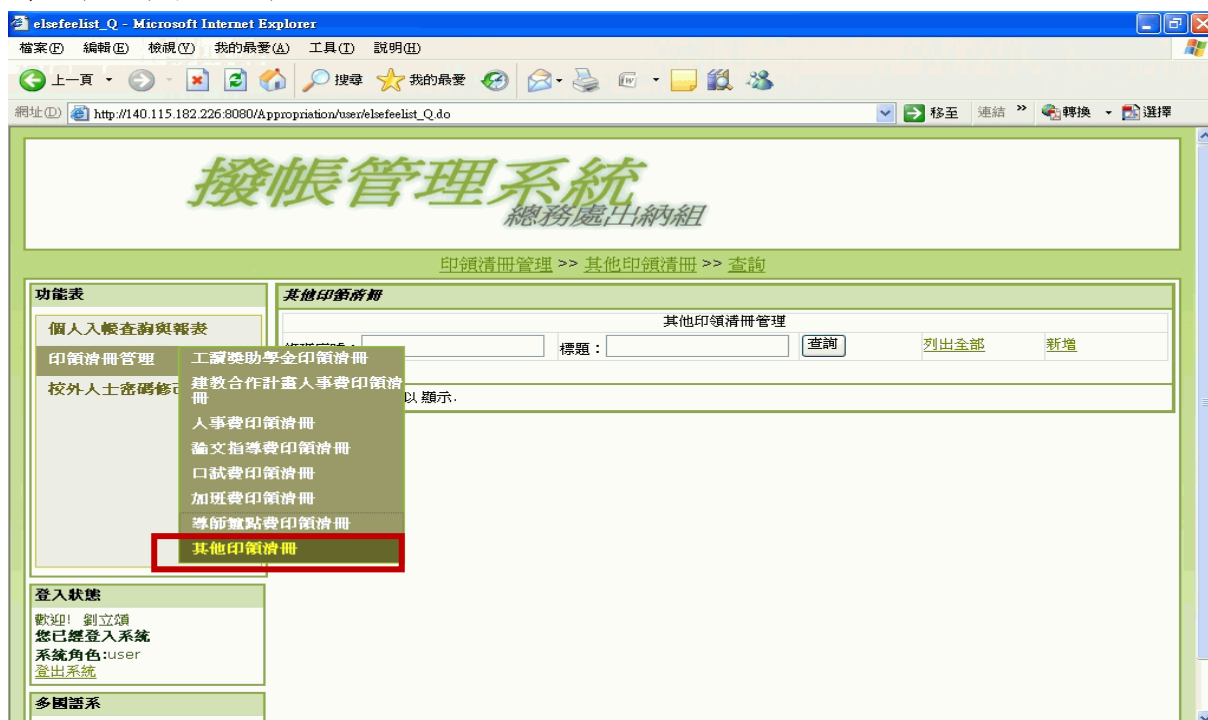 elsefeelist_Q - Microsoft Internet Explorer
檔案(F) 編輯(E) 檢視(V) 我的最愛(A) 工具(T) 說明(H)
上一頁 搜尋 我的最愛
網址(D) http://140.115.182.226:8080/Appropriation/user/elsefeelist_Q.do 移至 連結 » 轉換 選擇
撥帳管理系統
總務處出納組
印領清冊管理 >> 其他印領清冊 >> 查詢
功能表
個人入帳查詢與報表
印領清冊管理
校外人士密碼修
工讀獎助學金印領清冊
建教合作計畫人事費印領清冊
人事費印領清冊
論文指導費印領清冊
口試費印領清冊
加班費印領清冊
導師鐘點費印領清冊
其他印領清冊
其他印領清冊
其他印領清冊管理
標題： 查詢 列出全部 新增
以 顯示.
登入狀態
歡迎! 劉立頌
您已經登入系統
系統角色:user
登出系統
多國語系